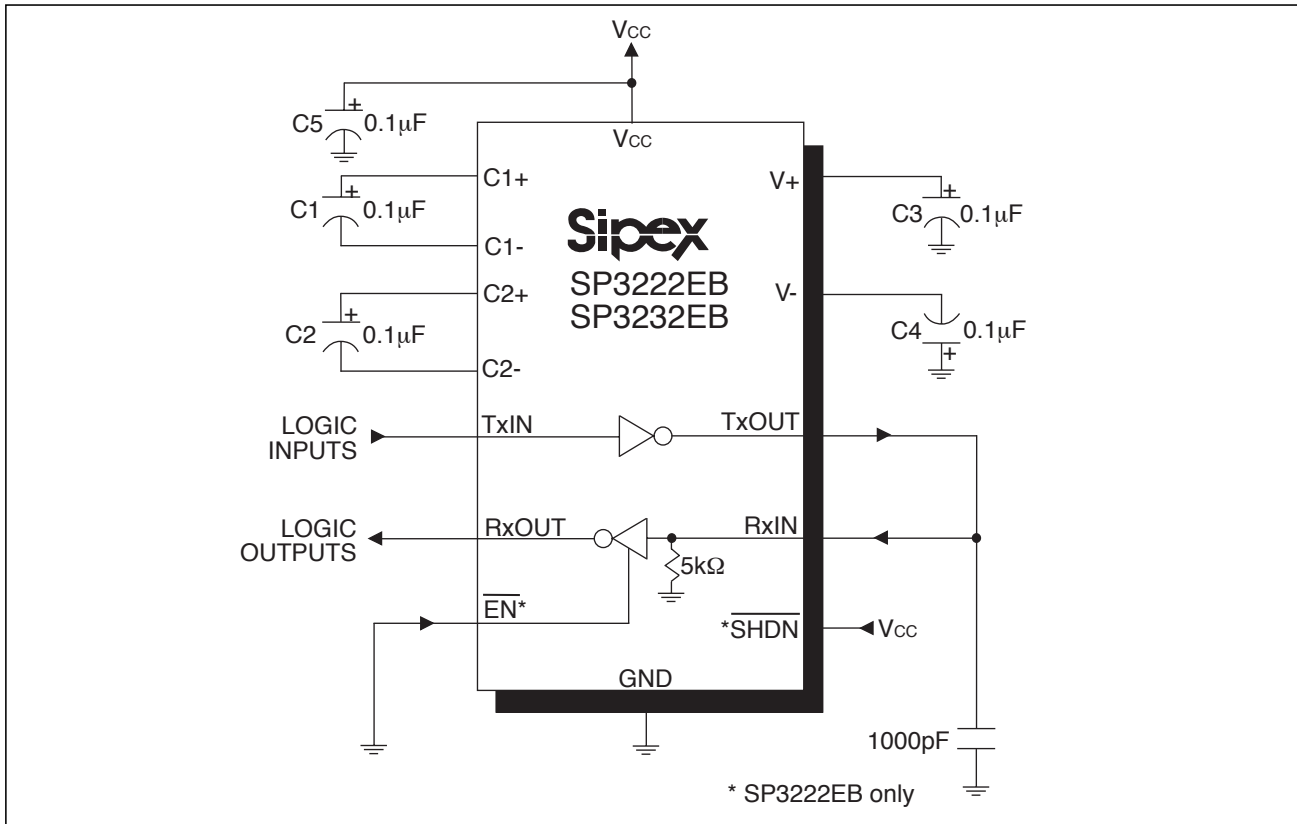 VCC
C5
+
0.1µF
VCC
C1+
C1
+
0.1µF
C1-
C2+
C2
+
0.1µF
C2-
Sipex
SP3222EB
SP3232EB
V+
C3
+
0.1µF
V-
C4
0.1µF
+
LOGIC
INPUTS
TxIN
TxOUT
LOGIC
OUTPUTS
RxOUT
RxIN
5kΩ
EN*
*SHDN
VCC
GND
1000pF
* SP3222EB only